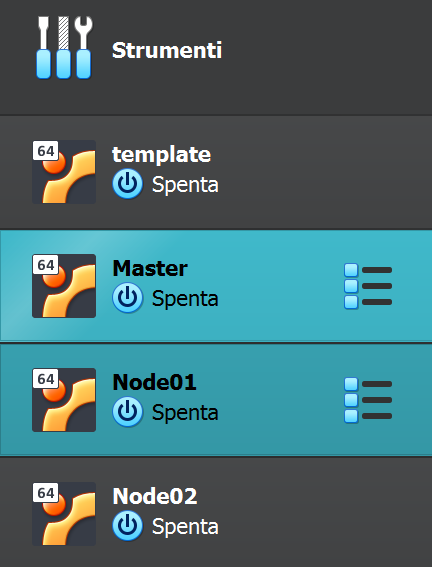 Strumenti
64
template
Spenta
64
Master
Spenta
64
Node01
Spenta
64
Node02
Spenta